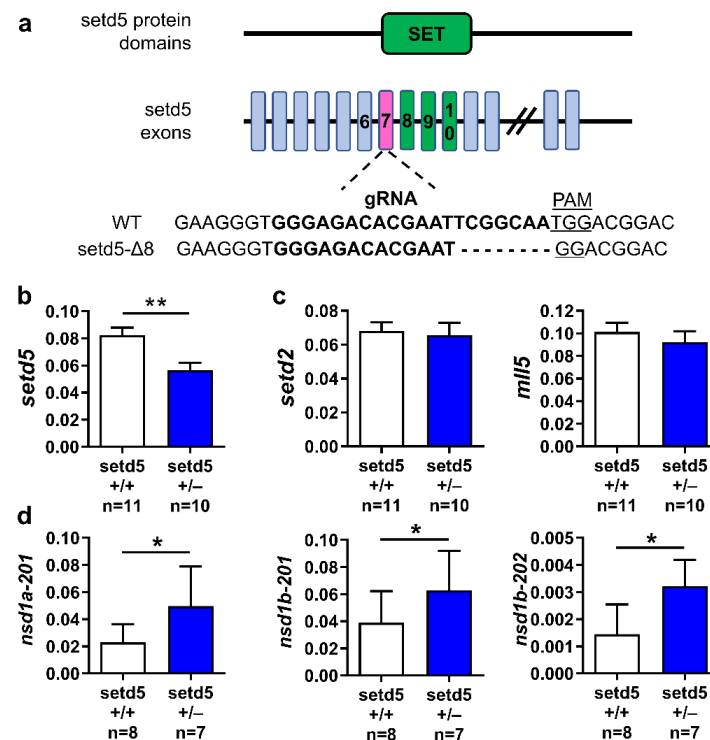 a
setd5 protein
domains
SET
setd5
exons
6 7 8 9 10
gRNA
PAM
WT GAAGGGTGGGAGACACGAATTCGGCAATGGACGGAC
setd5-Δ8 GAAGGGTGGGAGACACGAAT--------GGACGGAC
b
setd5
0.10
0.08
0.06
0.04
0.02
0.00
**
setd5 setd5
+/+ +/–
n=11 n=10
c
setd2
0.08
0.06
0.04
0.02
0.00
setd5 setd5
+/+ +/–
n=11 n=10
mll5
0.12
0.10
0.08
0.06
0.04
0.02
0.00
setd5 setd5
+/+ +/–
n=11 n=10
d
nsd1a-201
0.10
0.08
0.06
0.04
0.02
0.00
*
setd5 setd5
+/+ +/–
n=8 n=7
nsd1b-201
0.10
0.08
0.06
0.04
0.02
0.00
*
setd5 setd5
+/+ +/–
n=8 n=7
nsd1b-202
0.005
0.004
0.003
0.002
0.001
0.000
*
setd5 setd5
+/+ +/–
n=8 n=7